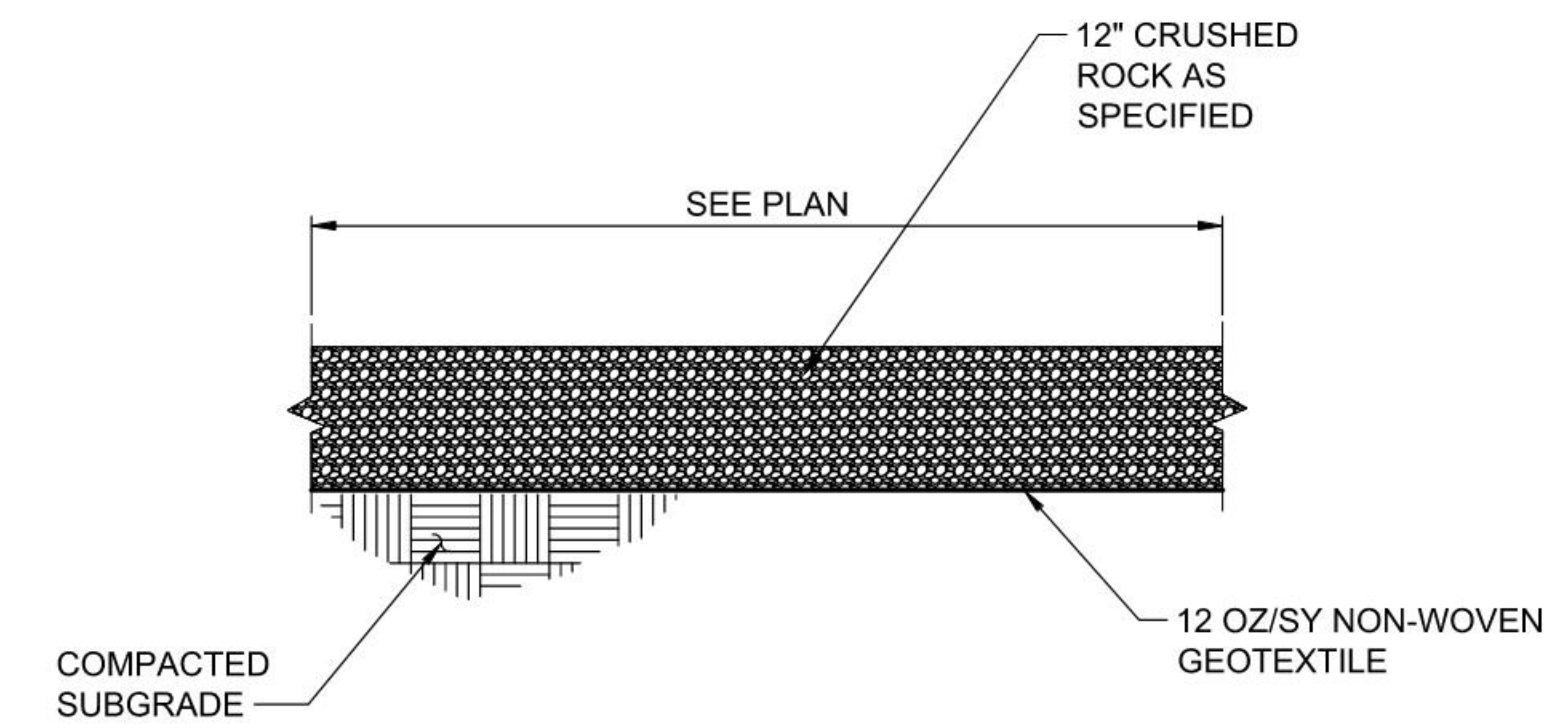 12" CRUSHED
ROCK AS
SPECIFIED
SEE PLAN
12 OZ/SY NON-WOVEN
GEOTEXTILE
COMPACTED
SUBGRADE